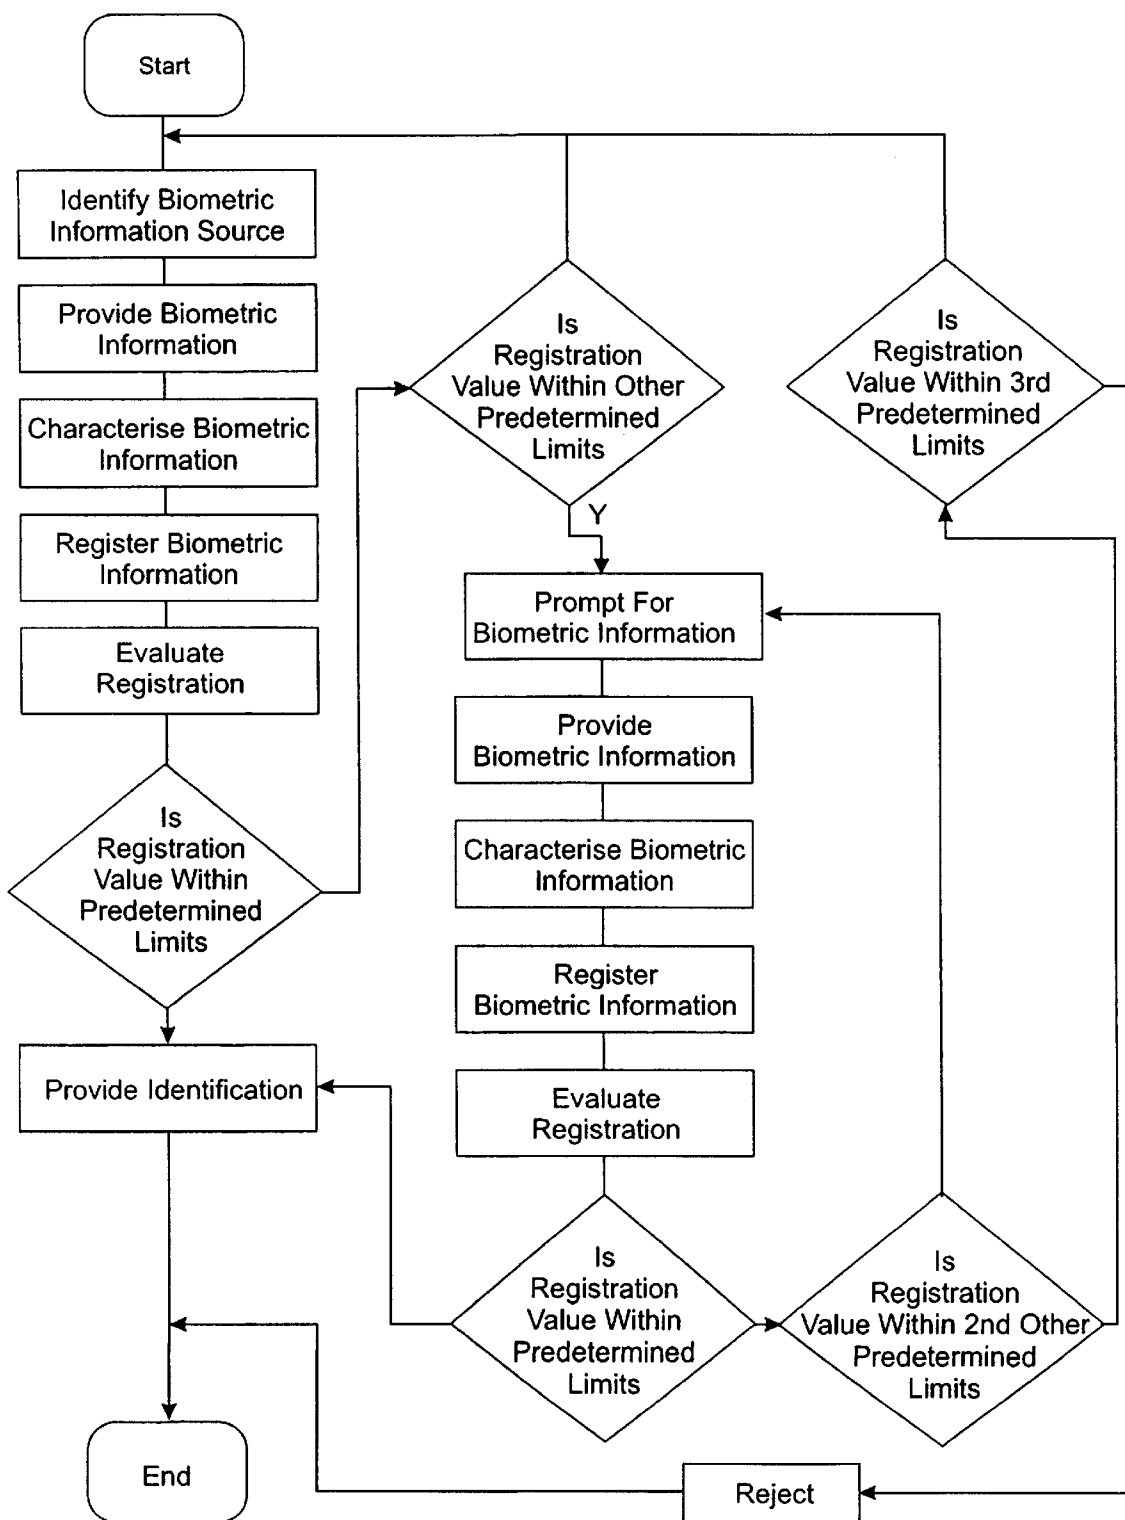 Start
Identify Biometric
Information Source
Provide Biometric
Information
Characterise Biometric
Information
Register Biometric
Information
Evaluate
Registration
Is
Registration
Value Within
Predetermined
Limits
Provide Identification
End
Is
Registration
Value Within Other
Predetermined
Limits
Y
Prompt For
Biometric Information
Provide
Biometric Information
Characterise Biometric
Information
Register
Biometric Information
Evaluate
Registration
Is
Registration
Value Within
Predetermined
Limits
Is
Registration
Value Within 3rd
Predetermined
Limits
Is
Registration
Value Within 2nd Other
Predetermined
Limits
Reject